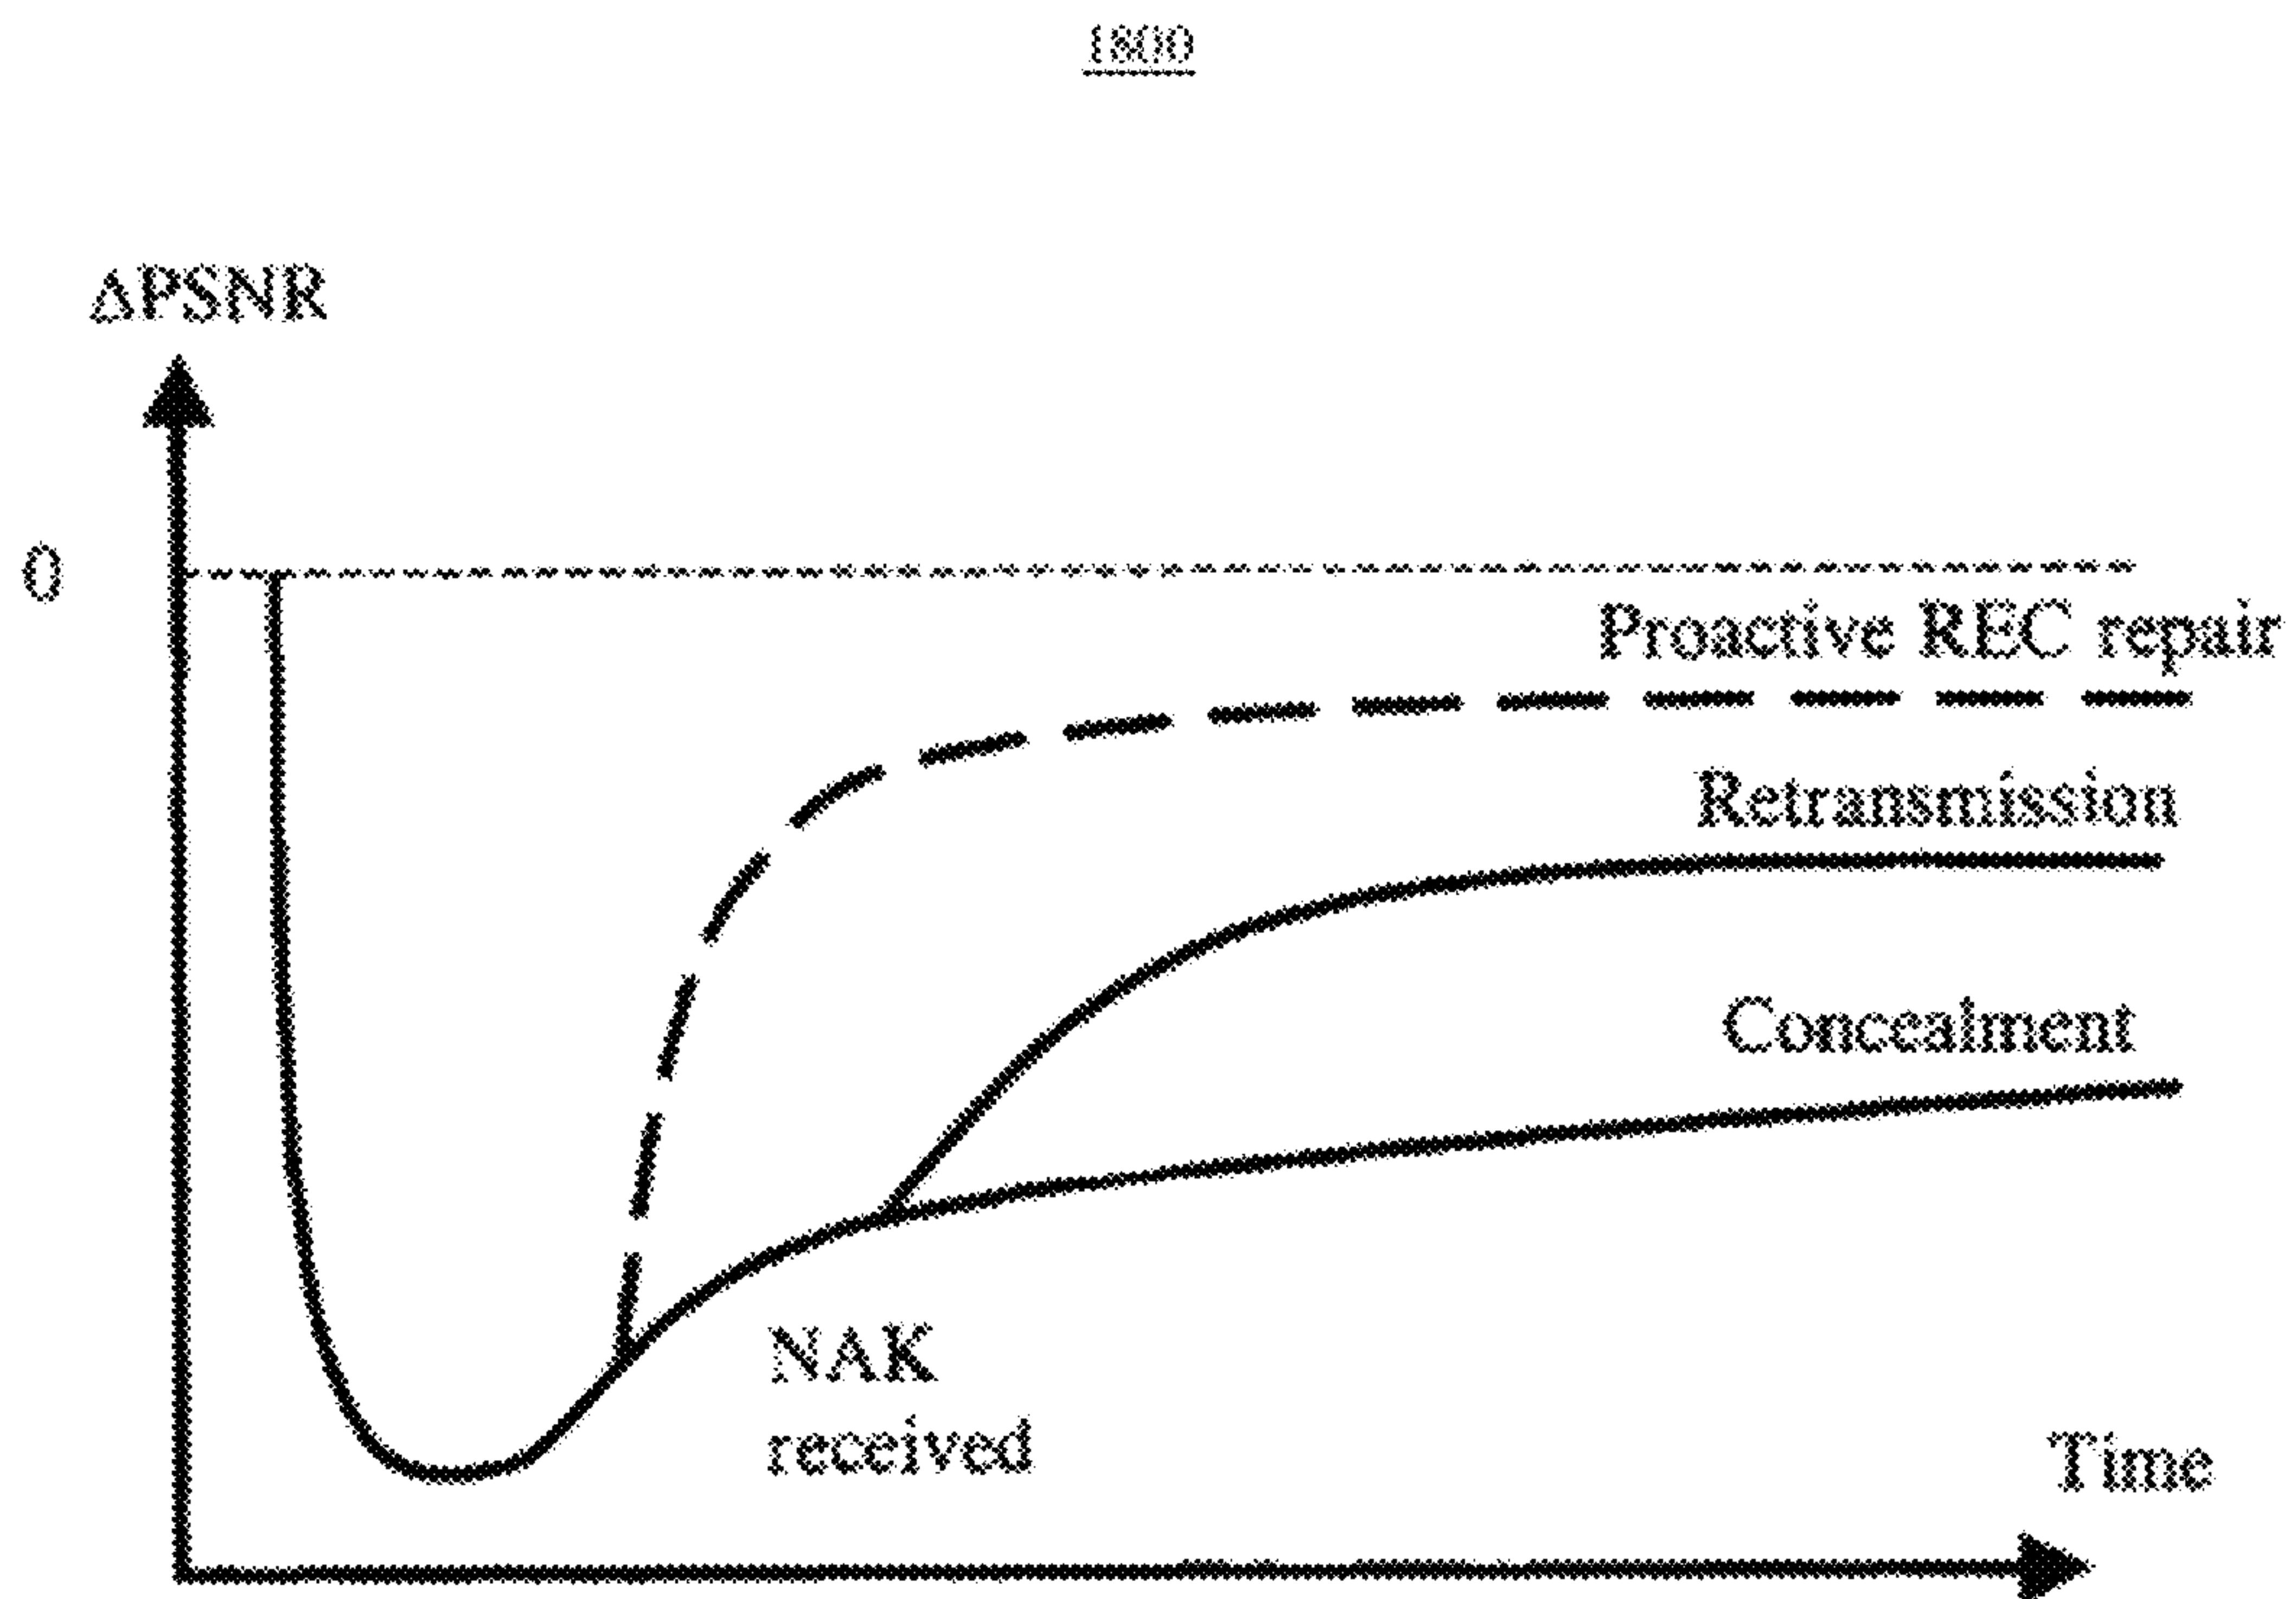 1800
ΔPSNR
0
Proactive REC repair
Retransmission
Concealment
NAK
received
Time